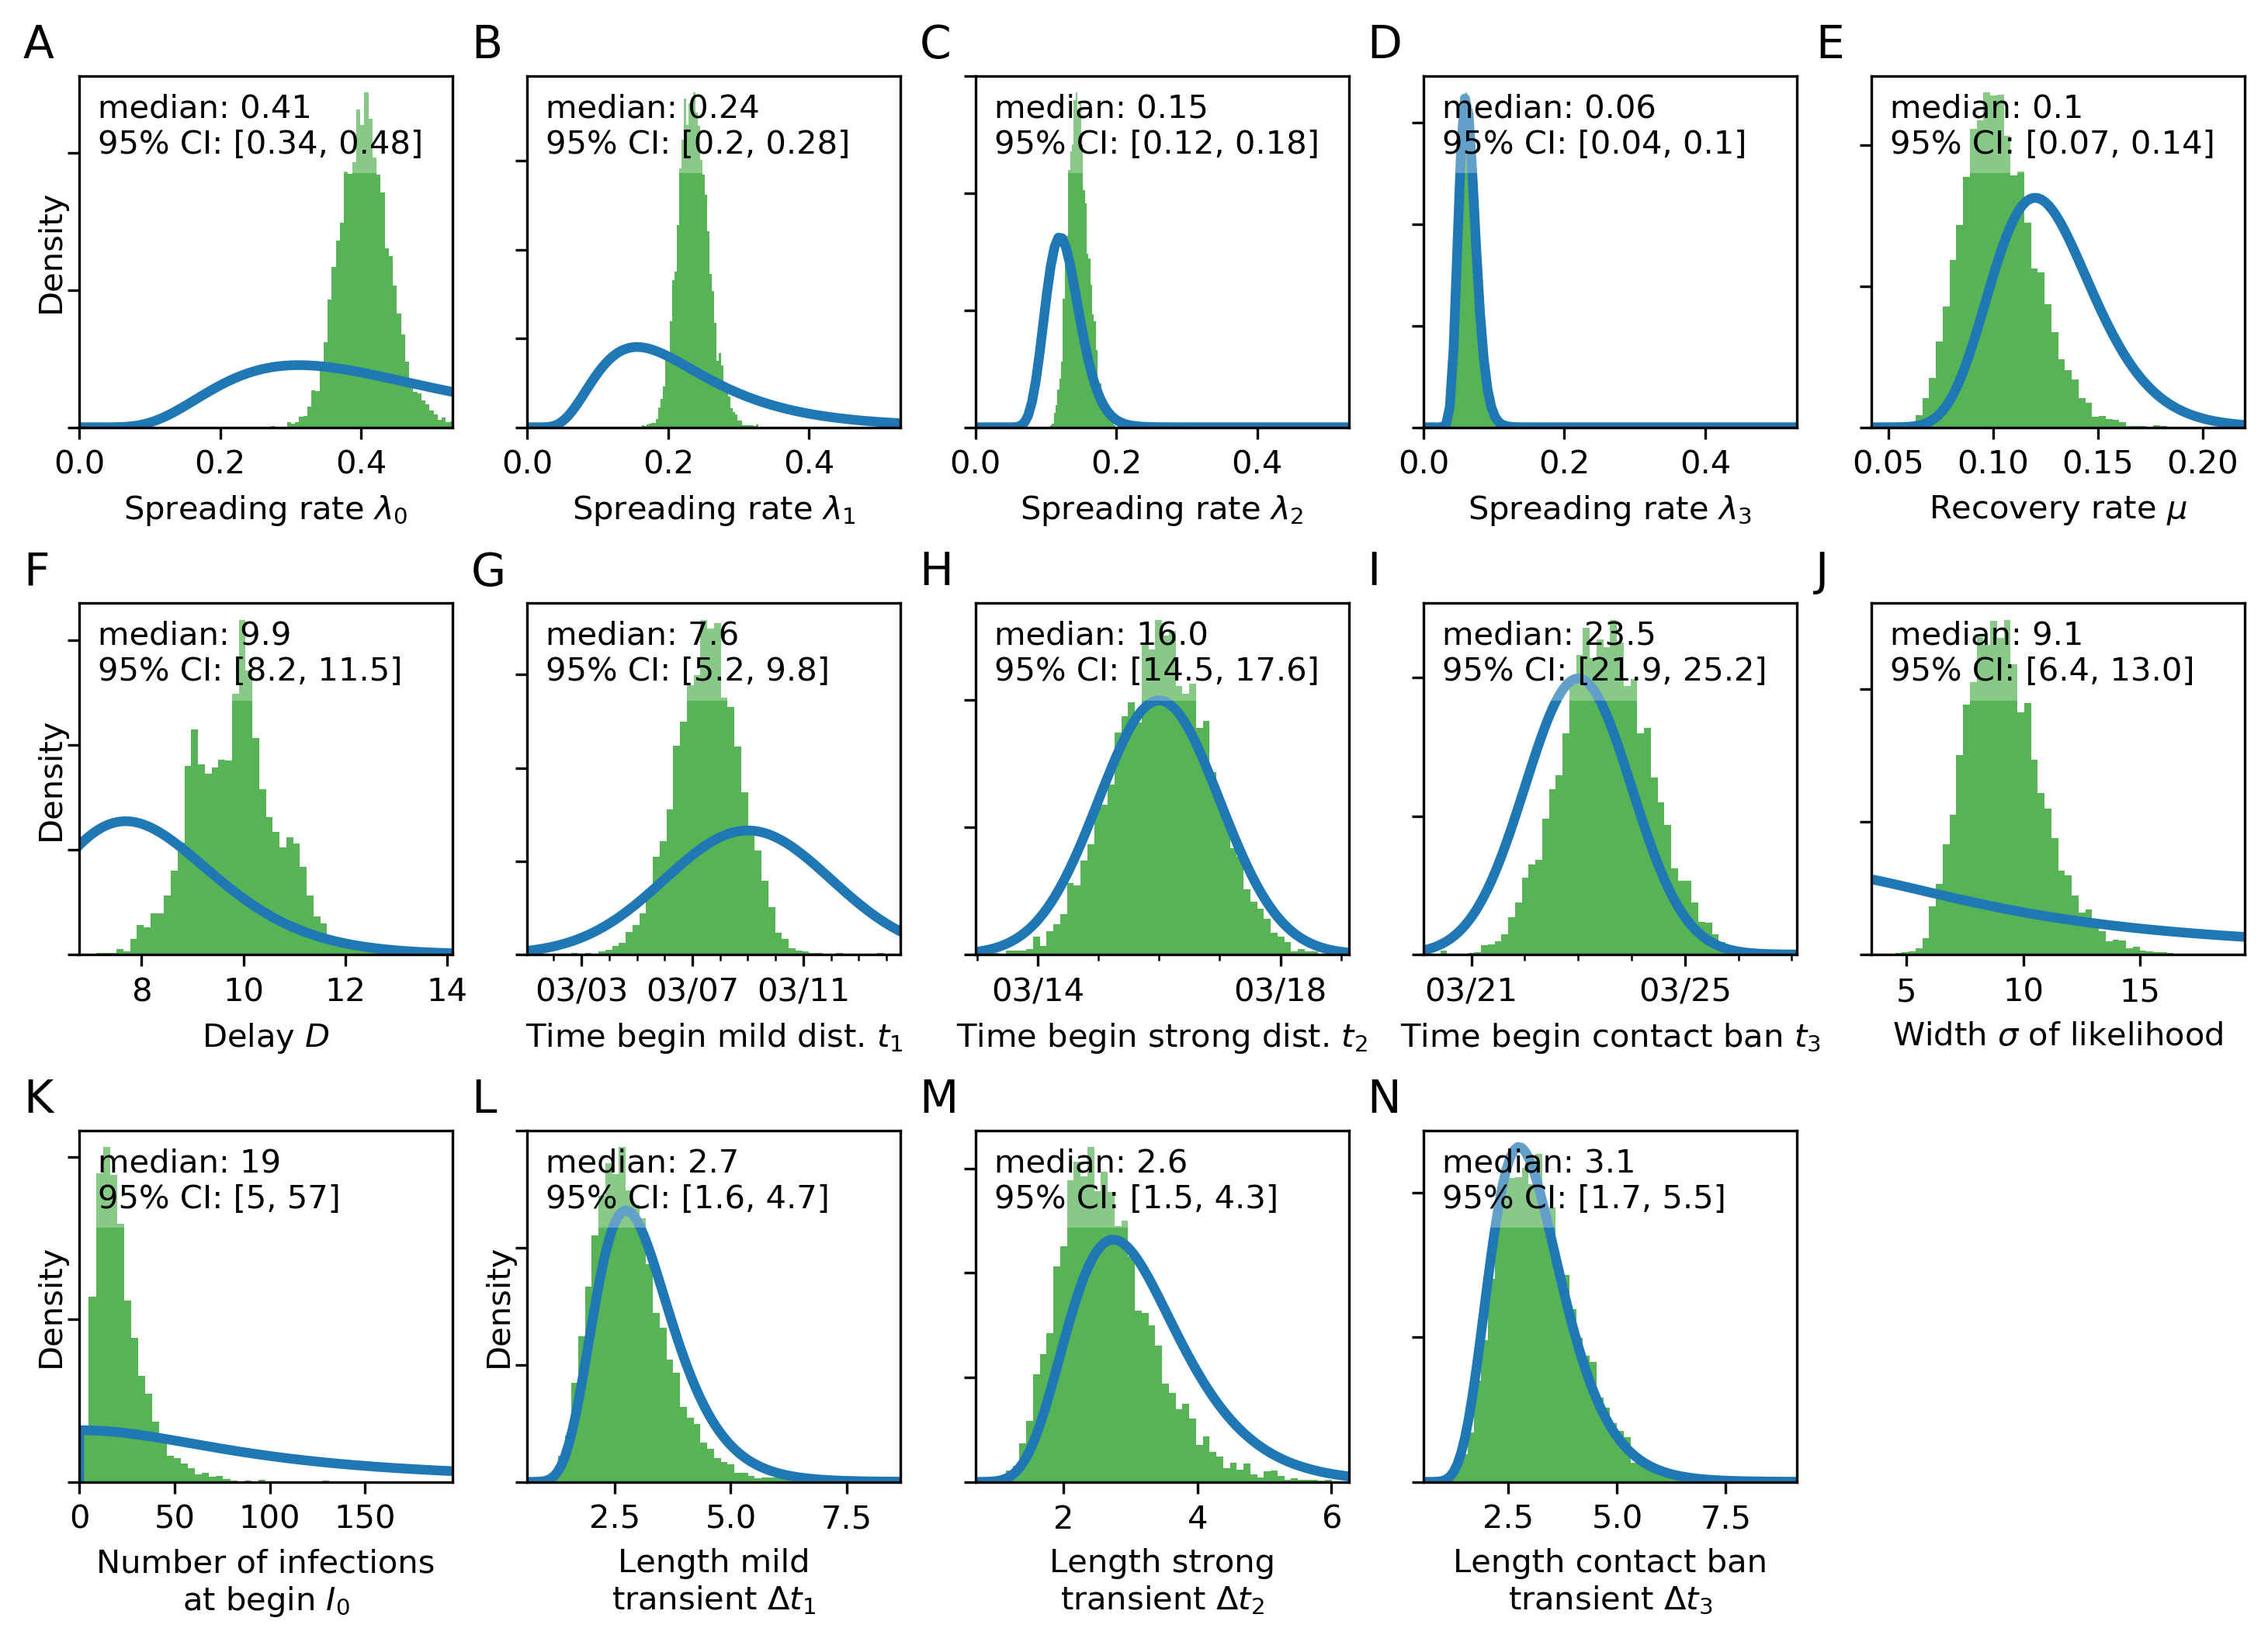 A
median: 0.41
95% CI: [0.34, 0.48]
Density
0.0 0.2 0.4
Spreading rate λ0
B
median: 0.24
95% CI: [0.2, 0.28]
0.0 0.2 0.4
Spreading rate λ1
C
median: 0.15
95% CI: [0.12, 0.18]
0.0 0.2 0.4
Spreading rate λ2
D
median: 0.06
95% CI: [0.04, 0.1]
0.0 0.2 0.4
Spreading rate λ3
E
median: 0.1
95% CI: [0.07, 0.14]
0.05 0.10 0.15 0.20
Recovery rate μ
F
median: 9.9
95% CI: [8.2, 11.5]
Density
8 10 12 14
Delay D
G
median: 7.6
95% CI: [5.2, 9.8]
03/03 03/07 03/11
Time begin mild dist. t1
H
median: 16.0
95% CI: [14.5, 17.6]
03/14 03/18
Time begin strong dist. t2
I
median: 23.5
95% CI: [21.9, 25.2]
03/21 03/25
Time begin contact ban t3
J
median: 9.1
95% CI: [6.4, 13.0]
5 10 15
Width σ of likelihood
K
median: 19
95% CI: [5, 57]
Density
0 50 100 150
Number of infections
at begin I0
L
median: 2.7
95% CI: [1.6, 4.7]
Density
2.5 5.0 7.5
Length mild
transient Δt1
M
median: 2.6
95% CI: [1.5, 4.3]
2 4 6
Length strong
transient Δt2
N
median: 3.1
95% CI: [1.7, 5.5]
2.5 5.0 7.5
Length contact ban
transient Δt3